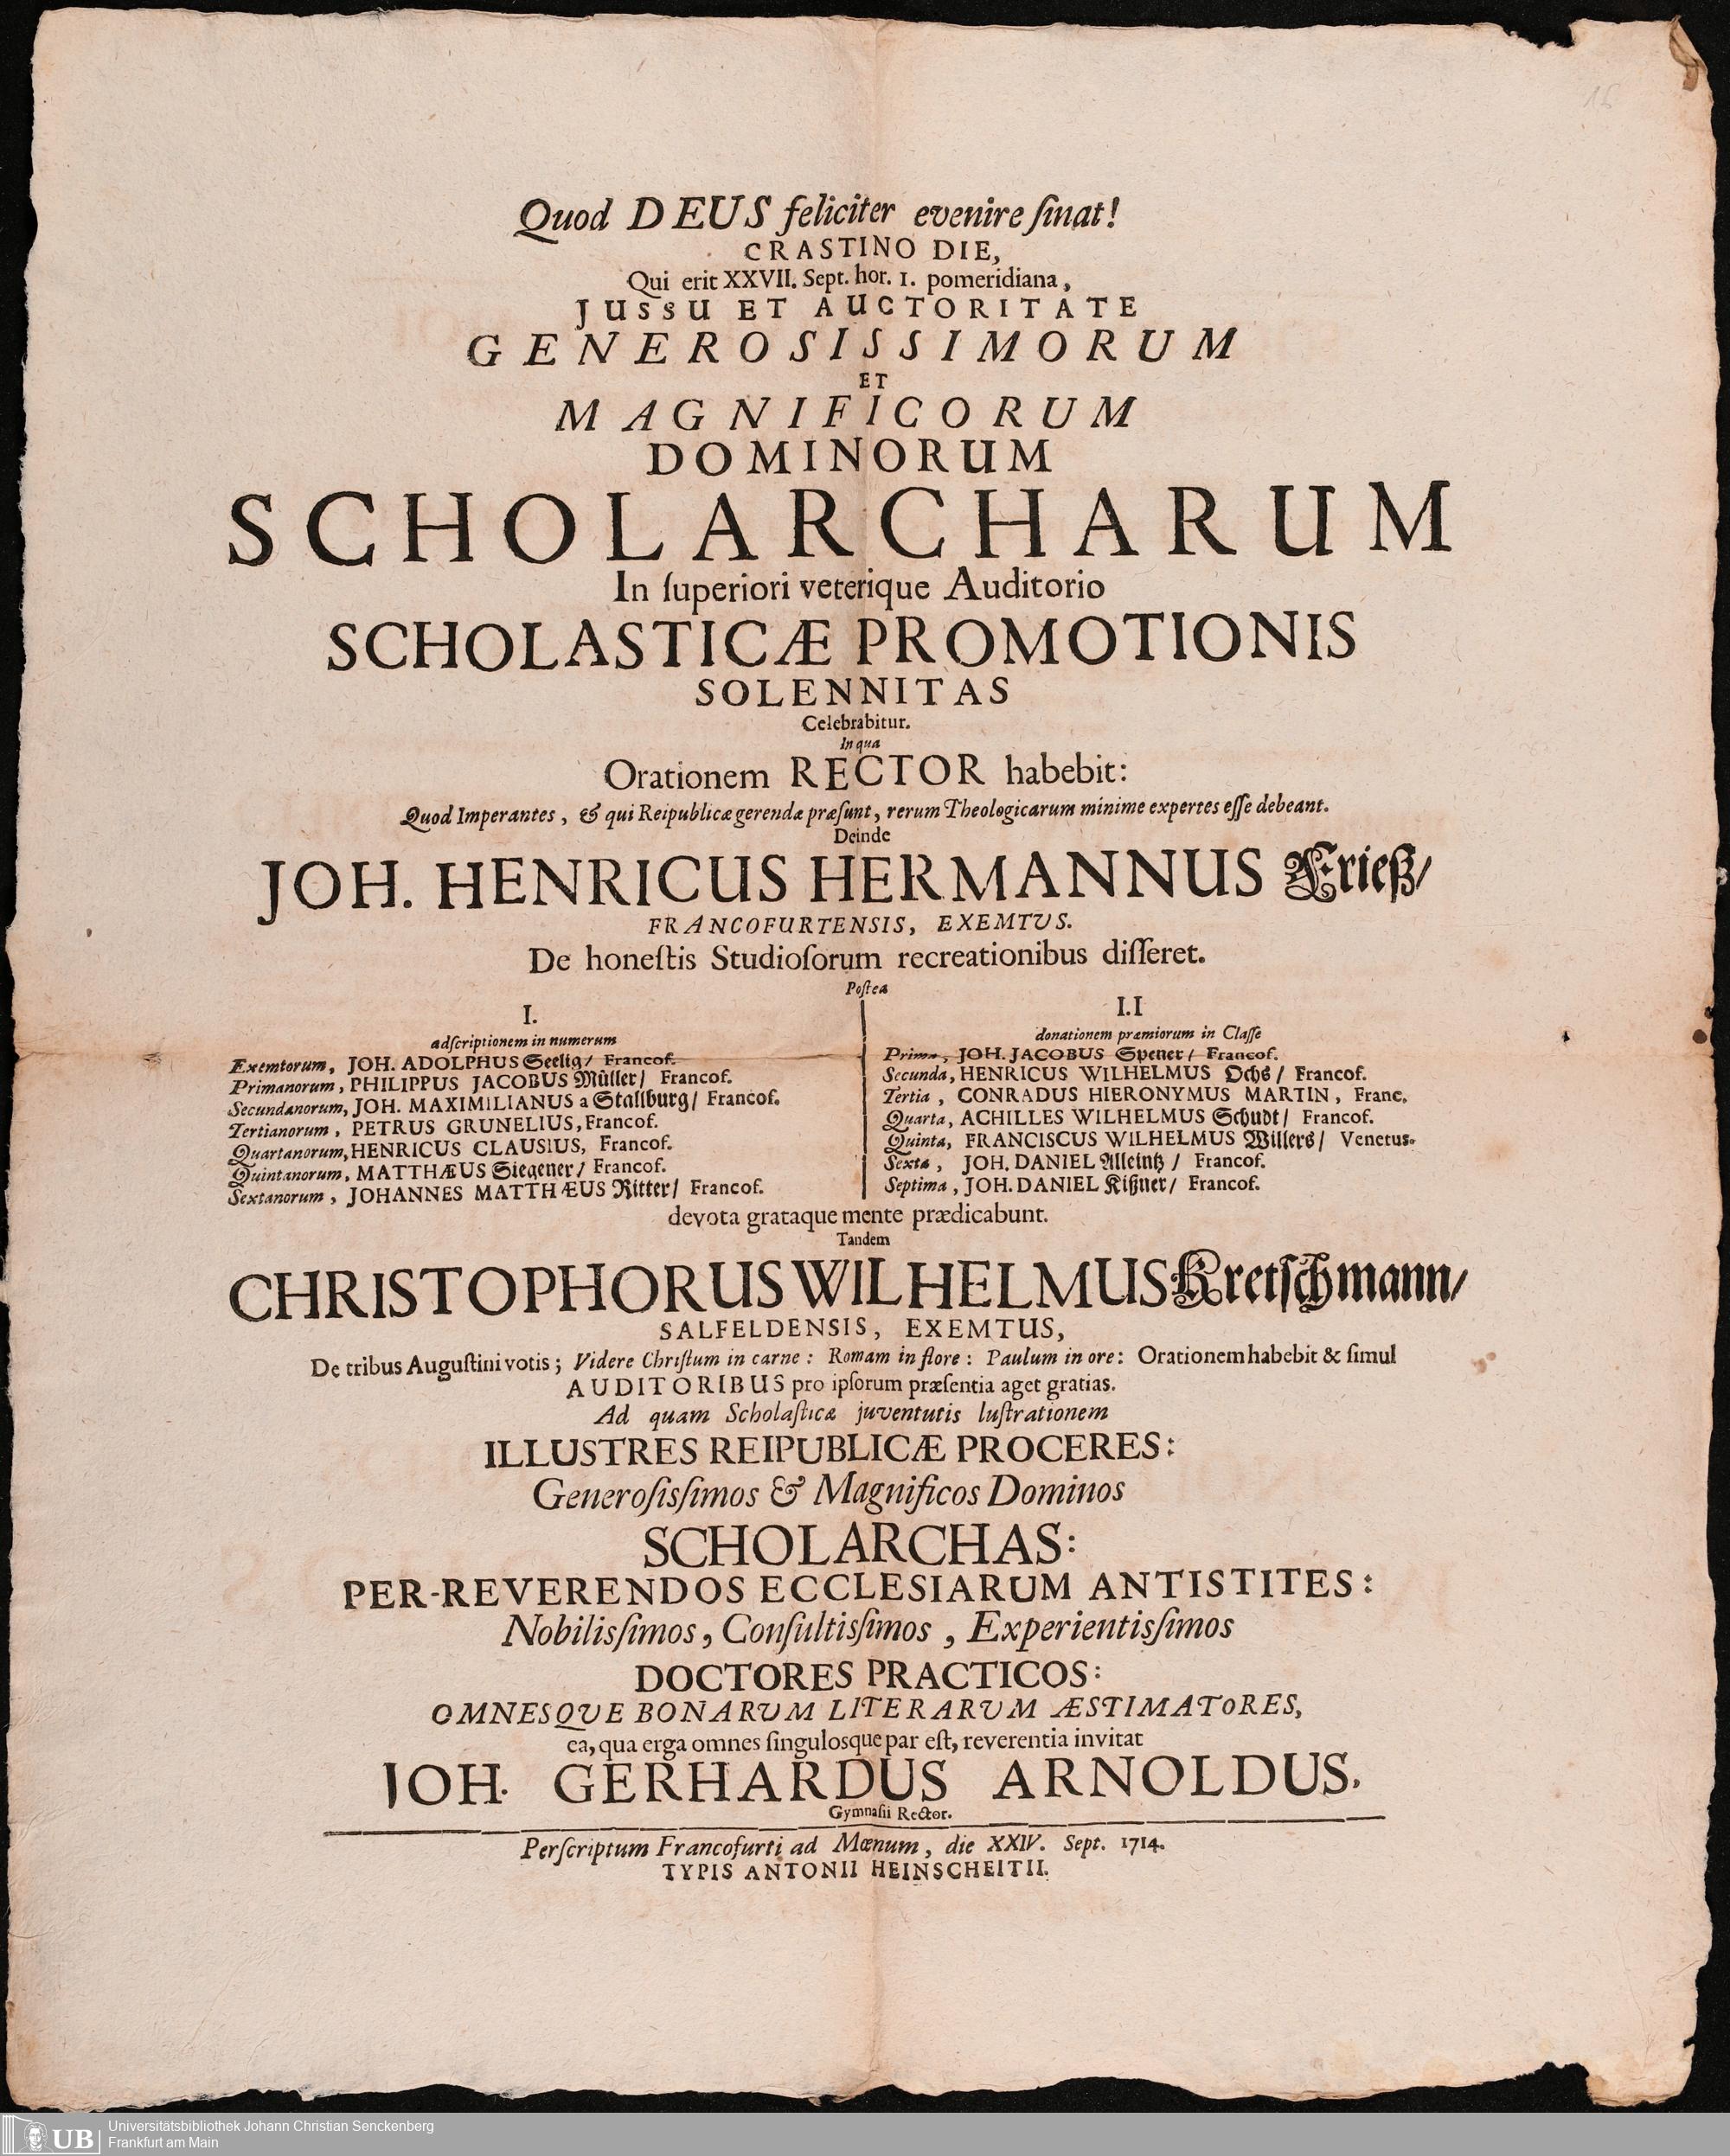 16
Quod DEUS feliciter evenire ſinat!
CRASTINO DIE,
Qui erit XXVII. Sept. hor. 1. pomeridiana,
JUSSU ET AUCTORITATE
GENEROSISSIMORUM
ET
MAGNIFICORUM
DOMINORUM
SCHOLARCHARUM
In ſuperiori veterique Auditorio
SCHOLASTICÆ PROMOTIONIS
SOLENNITAS
Celebrabitur.
In qua
Orationem RECTOR habebit:
Quod Imperantes, & qui Reipublicæ gerendæ præſunt, rerum Theologicarum minime expertes eſſe debeant.
Deinde
JOH. HENRICUS HERMANNUS Frieß/
FRANCOFURTENSIS, EXEMTVS.
De honeſtis Studioſorum recreationibus diſſeret.
Poſtea
I.
adſcriptionem in numerum
Exemtorum, JOH. ADOLPHUS Seelig/ Francof.
Primanorum, PHILIPPUS JACOBUS Müller/ Francof.
Secundanorum, JOH. MAXIMILIANUS a Stallburg/ Francof.
Tertianorum, PETRUS GRUNELIUS, Francof.
Quartanorum, HENRICUS CLAUSIUS, Francof.
Quintanorum, MATTHÆUS Siegener/ Francof.
Sextanorum, JOHANNES MATTHÆUS Ritter/ Francof.
I.I
donationem præmiorum in Claſſe
Prima, JOH. JACOBUS Spener/ Francof.
Secunda, HENRICUS WILHELMUS Ochs/ Francof.
Tertia, CONRADUS HIERONYMUS MARTIN, Franc.
Quarta, ACHILLES WILHELMUS Schudt/ Francof.
Quinta, FRANCISCUS WILHELMUS Willers/ Venetus.
Sexta, JOH. DANIEL Alleintz/ Francof.
Septima, JOH. DANIEL Kißner/ Francof.
devota grataque mente prædicabunt.
Tandem
CHRISTOPHORUS WILHELMUS Kretſchmann/
SALFELDENSIS, EXEMTUS,
De tribus Auguſtini votis; Videre Chriſtum in carne: Romam in flore: Paulum in ore: Orationem habebit & ſimul
AUDITORIBUS pro ipſorum præſentia aget gratias.
Ad quam Scholaſticæ juventutis luſtrationem
ILLUSTRES REIPUBLICÆ PROCERES:
Generoſisſimos & Magnificos Dominos
SCHOLARCHAS:
PER-REVERENDOS ECCLESIARUM ANTISTITES:
Nobilisſimos, Conſultisſimos, Experientisſimos
DOCTORES PRACTICOS:
OMNESQVE BONARVM LITERARVM ÆSTIMAToRES,
ea, qua erga omnes ſingulosque par eſt, reverentia invitat
JOH. GERHARDUS ARNOLDUS,
Gymnaſii Rector.
Perſcriptum Francofurti ad Mœnum, die XXIV. Sept. 1714.
TYPIS ANTONII HEINSCHEITII.
UB
Universitätsbibliothek Johann Christian Senckenberg
Frankfurt am Main